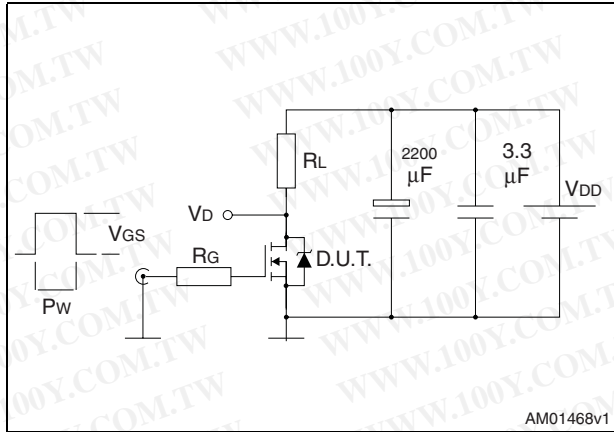 WWW.100Y.COM.TW
2200
μF
3.3
μF
RL
VDD
VD
VGS
RG
D.U.T.
PW
AM01468v1